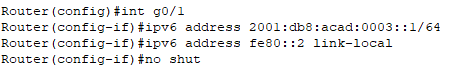 Router(config)#int g0/1
Router(config-if)#ipv6 address 2001:db8:acad:0003::1/64
Router(config-if)#ipv6 address fe80::2 link-local
Router(config-if)#no shut